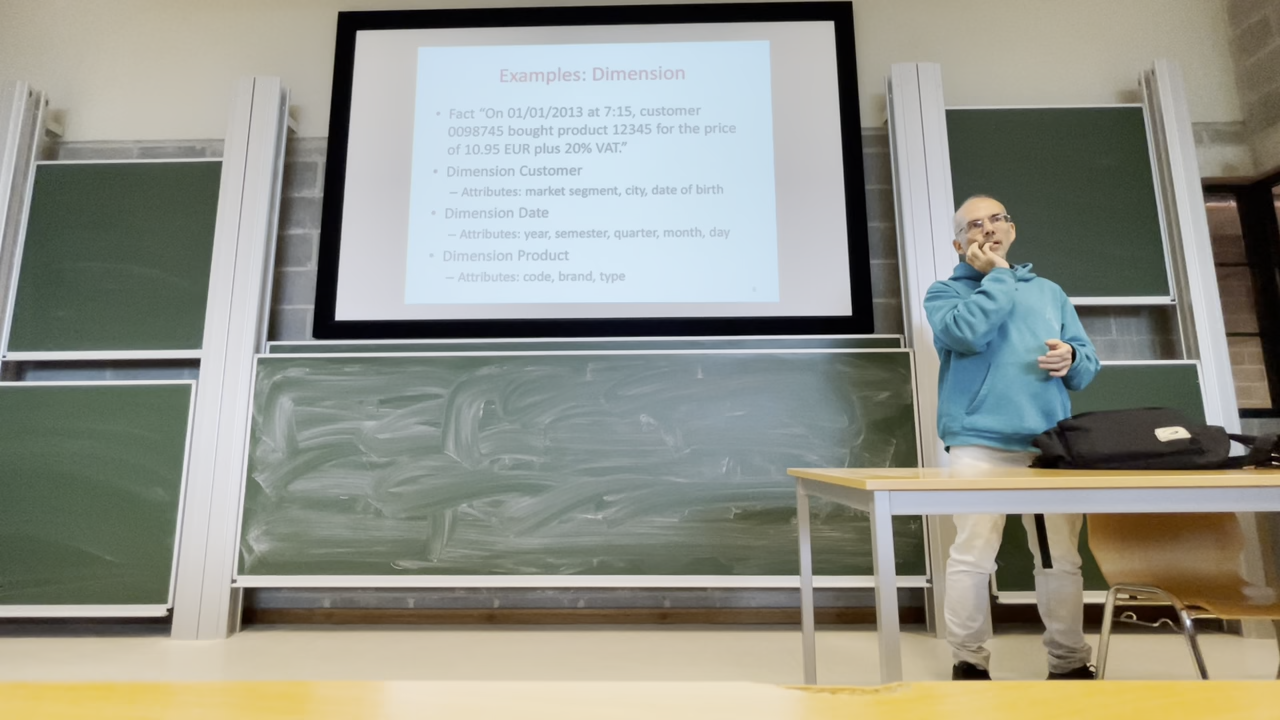 Examples: Dimension
• Fact “On 01/01/2013 at 7:15, customer
0098745 bought product 12345 for the price
of 10.95 EUR plus 20% VAT.”
• Dimension Customer
– Attributes: market segment, city, date of birth
• Dimension Date
– Attributes: year, semester, quarter, month, day
• Dimension Product
– Attributes: code, brand, type